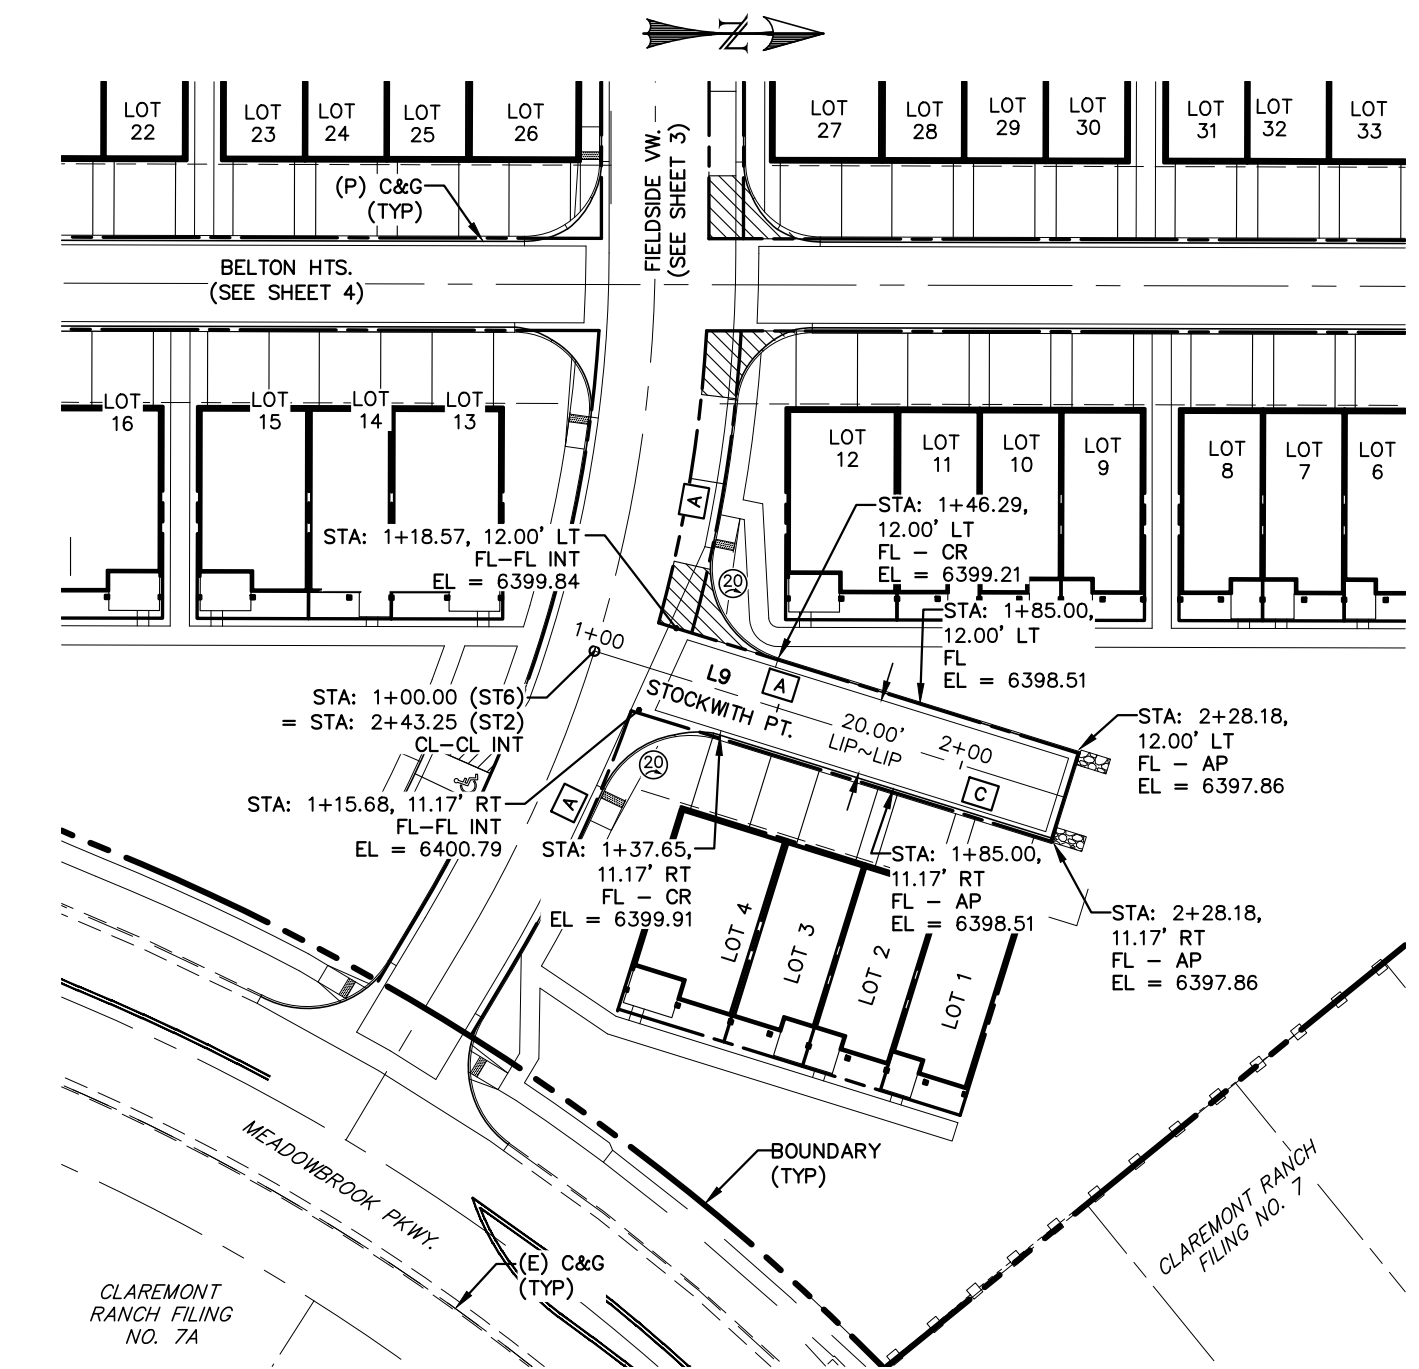 N
LOT
22
LOT
23
LOT
24
LOT
25
LOT
26
LOT
27
LOT
28
LOT
29
LOT
30
LOT
31
LOT
32
LOT
33
(P) C&G
(TYP)
FIELDSIDE VW.
(SEE SHEET 3)
BELTON HTS.
(SEE SHEET 4)
LOT
16
LOT
15
LOT
14
LOT
13
LOT
12
LOT
11
LOT
10
LOT
9
LOT
8
LOT
7
LOT
6
A
STA: 1+46.29,
12.00' LT
FL – CR
EL = 6399.21
STA: 1+18.57, 12.00' LT
FL–FL INT
EL = 6399.84
20
STA: 1+85.00,
12.00' LT
FL
EL = 6398.51
1+00
L9
A
STOCKWITH PT.
20.00'
LIP~LIP
2+00
C
STA: 1+00.00 (ST6)
= STA: 2+43.25 (ST2)
CL–CL INT
STA: 2+28.18,
12.00' LT
FL – AP
EL = 6397.86
20
A
STA: 1+15.68, 11.17' RT
FL–FL INT
EL = 6400.79
STA: 1+37.65,
11.17' RT
FL – CR
EL = 6399.91
STA: 1+85.00,
11.17' RT
FL – AP
EL = 6398.51
STA: 2+28.18,
11.17' RT
FL – AP
EL = 6397.86
LOT 4
LOT 3
LOT 2
LOT 1
MEADOWBROOK PKWY.
BOUNDARY
(TYP)
CLAREMONT RANCH
FILING NO. 7
(E) C&G
(TYP)
CLAREMONT
RANCH FILING
NO. 7A